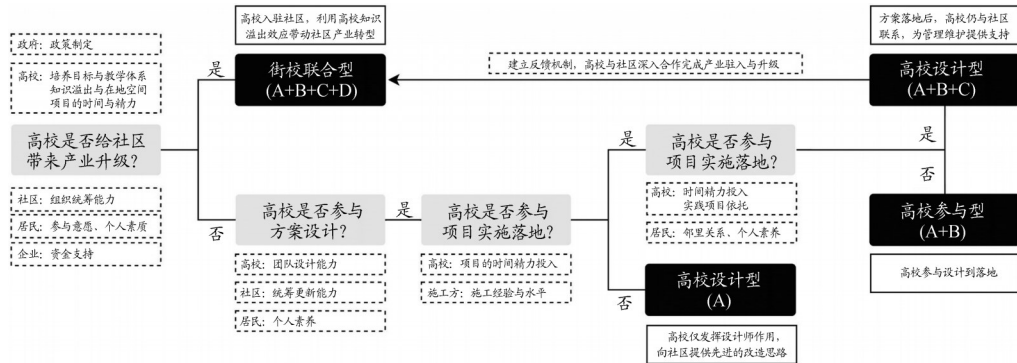 政府：政策制定
高校：培养目标与教学体系
知识溢出与在地空间
项目的时间与精力
高校是否给社区
带来产业升级？
社区：组织统筹能力
居民：参与意愿、个人素质
企业：资金支持
是
否
高校入驻社区，利用高校知识
溢出效应带动社区产业转型
街校联合型
(A+B+C+D)
建立反馈机制，高校与社区深入合作完成产业驻入与升级
高校是否参与
方案设计？
高校：团队设计能力
社区：统筹更新能力
居民：个人素养
是
高校是否参与
项目实施落地？
高校：项目的时间精力投入
施工方：施工经验与水平
是
否
高校是否参与
项目实施落地？
高校：时间精力投入
实践项目依托
居民：邻里关系、个人素养
高校设计型
(A)
高校仅发挥设计师作用，
向社区提供先进的改造思路
方案落地后，高校仍与社区
联系，为管理维护提供支持
高校设计型
(A+B+C)
是
否
高校参与型
(A+B)
高校参与设计到落地